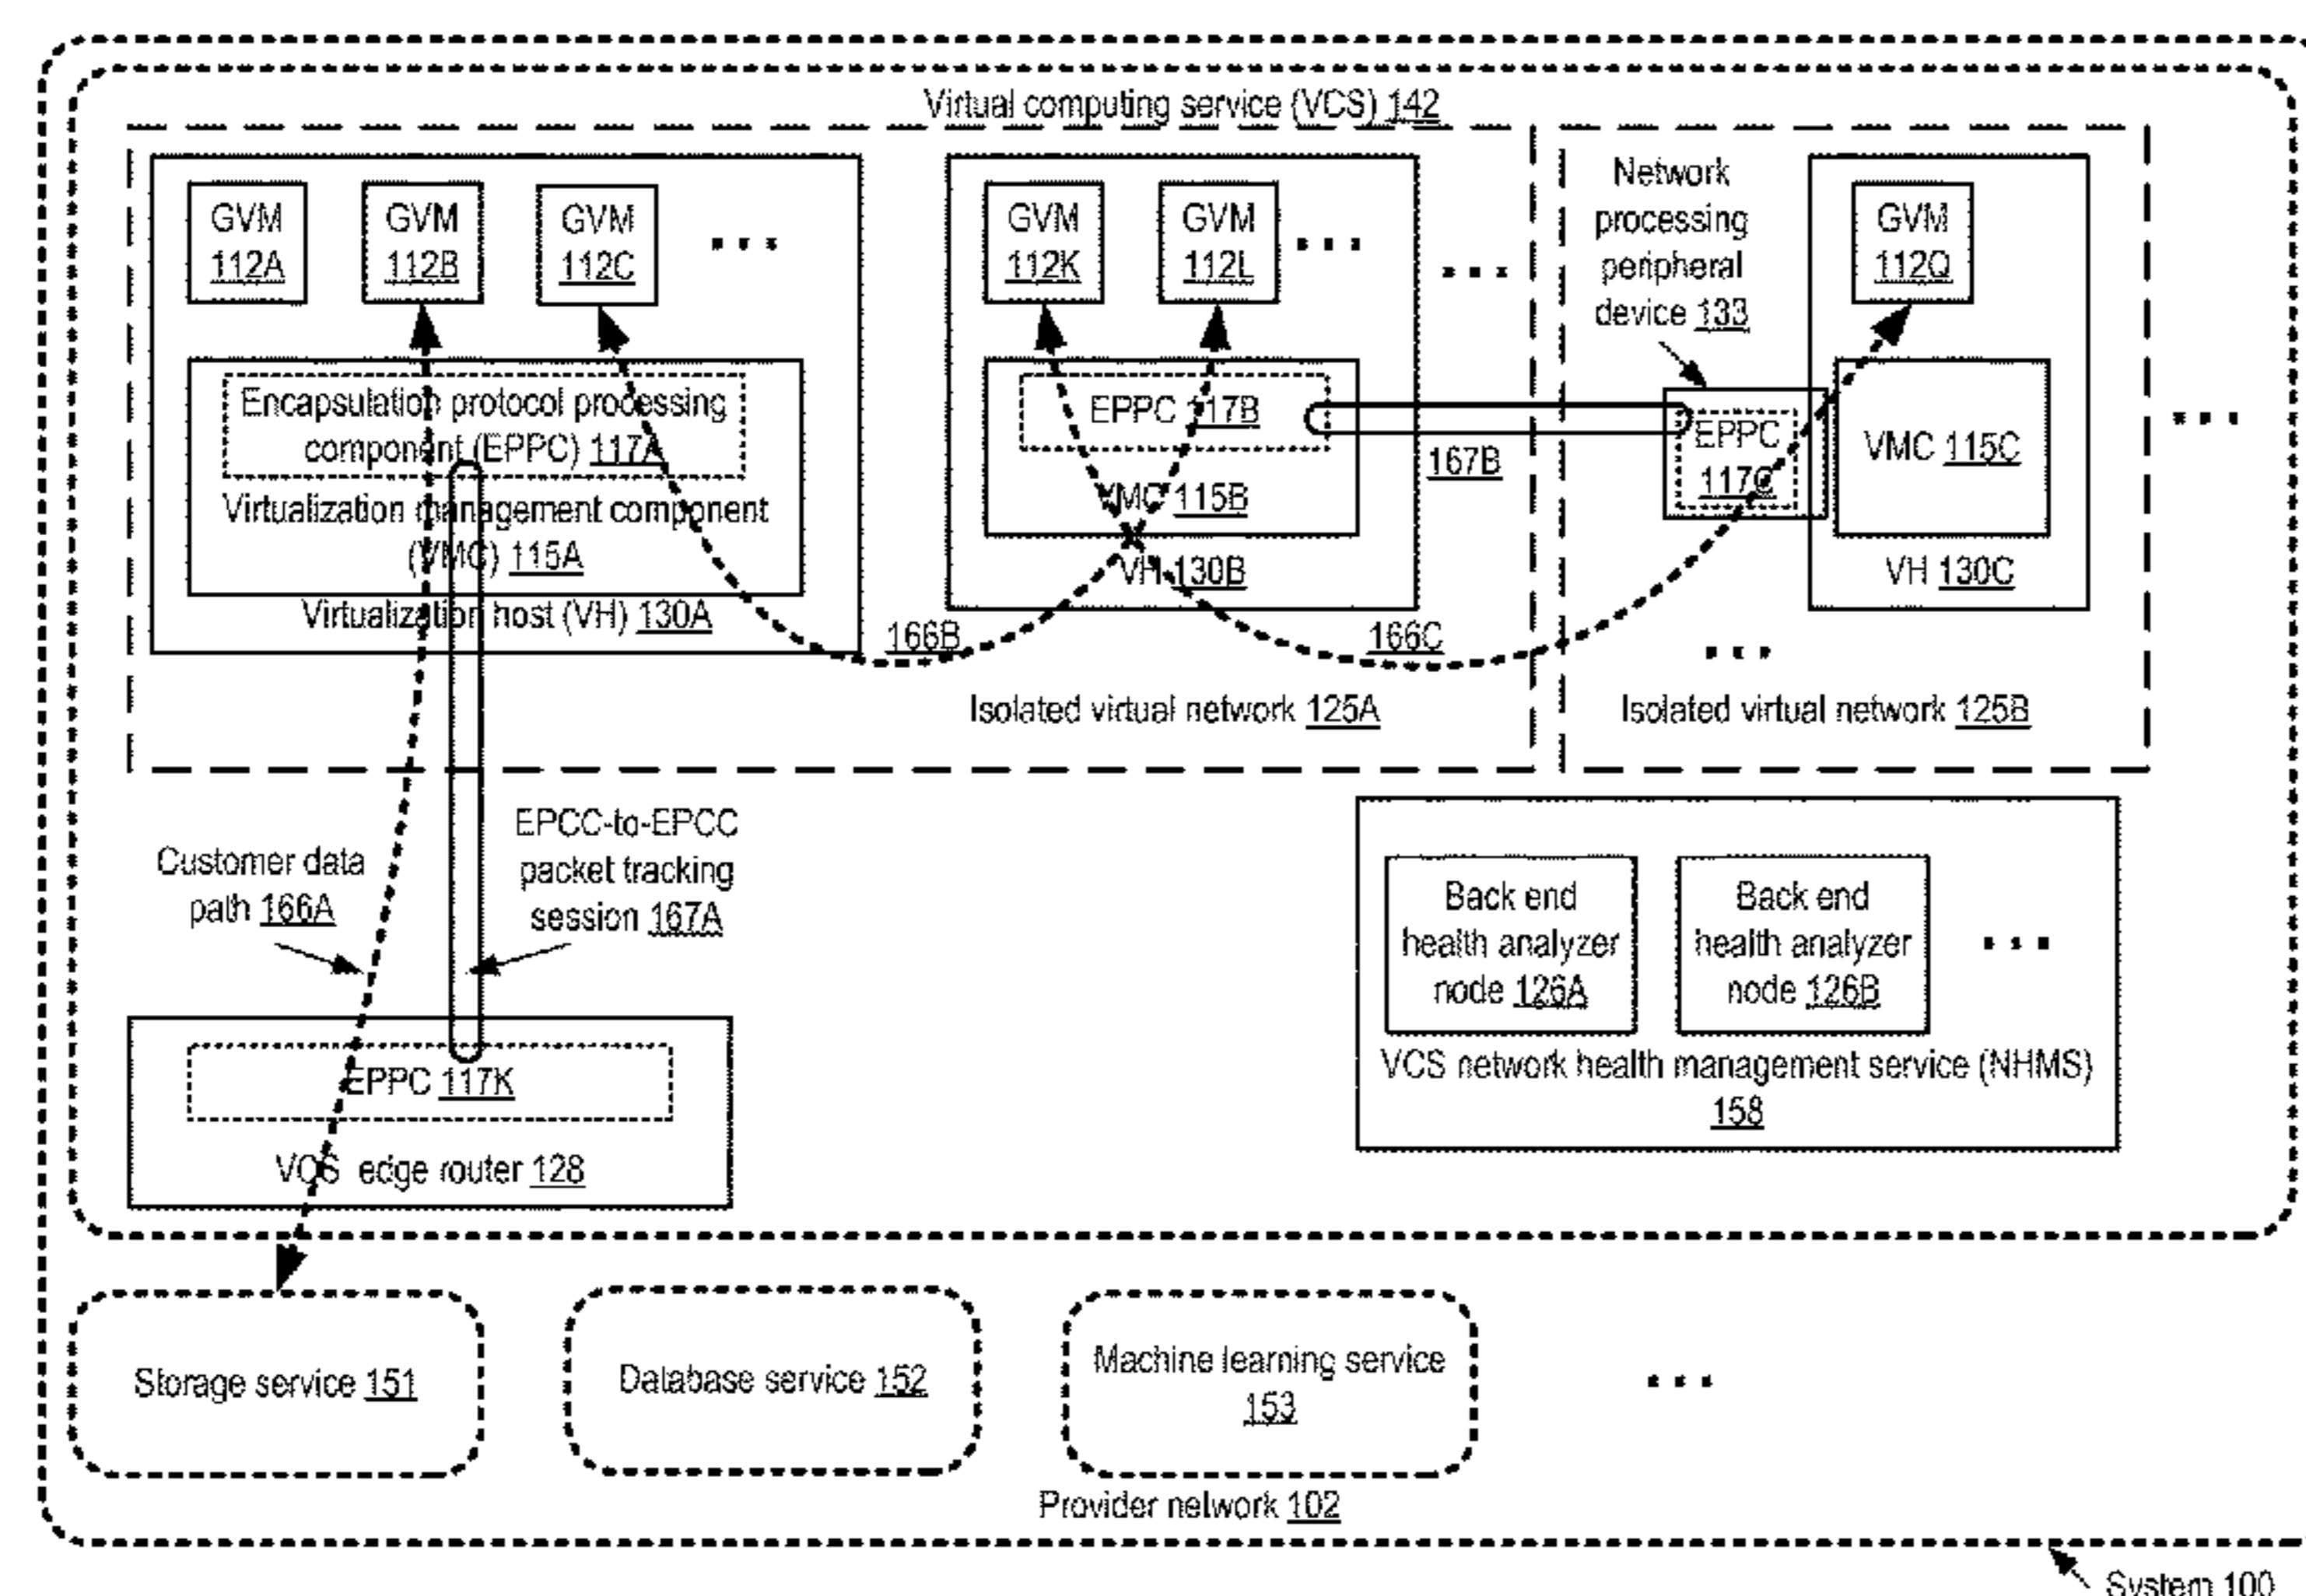 Virtual computing service (VCS) 142
GVM
112A
GVM
112B
GVM
112C
...
Encapsulation protocol processing
component (EPPC) 117A
Virtualization management component
(VMC) 115A
Virtualization host (VH) 130A
GVM
112K
GVM
112L
...
EPPC 117B
VMC 115B
VH 130B
...
166B
166C
167B
Isolated virtual network 125A
Network
processing
peripheral
device 133
GVM
112Q
EPPC
117C
VMC 115C
VH 130C
...
Isolated virtual network 125B
...
Customer data
path 166A
EPCC-to-EPCC
packet tracking
session 167A
EPPC 117K
VCS edge router 128
Back end
health analyzer
node 126A
Back end
health analyzer
node 126B
...
VCS network health management service (NHMS)
158
Storage service 151
Database service 152
Machine learning service
153
...
Provider network 102
System 100